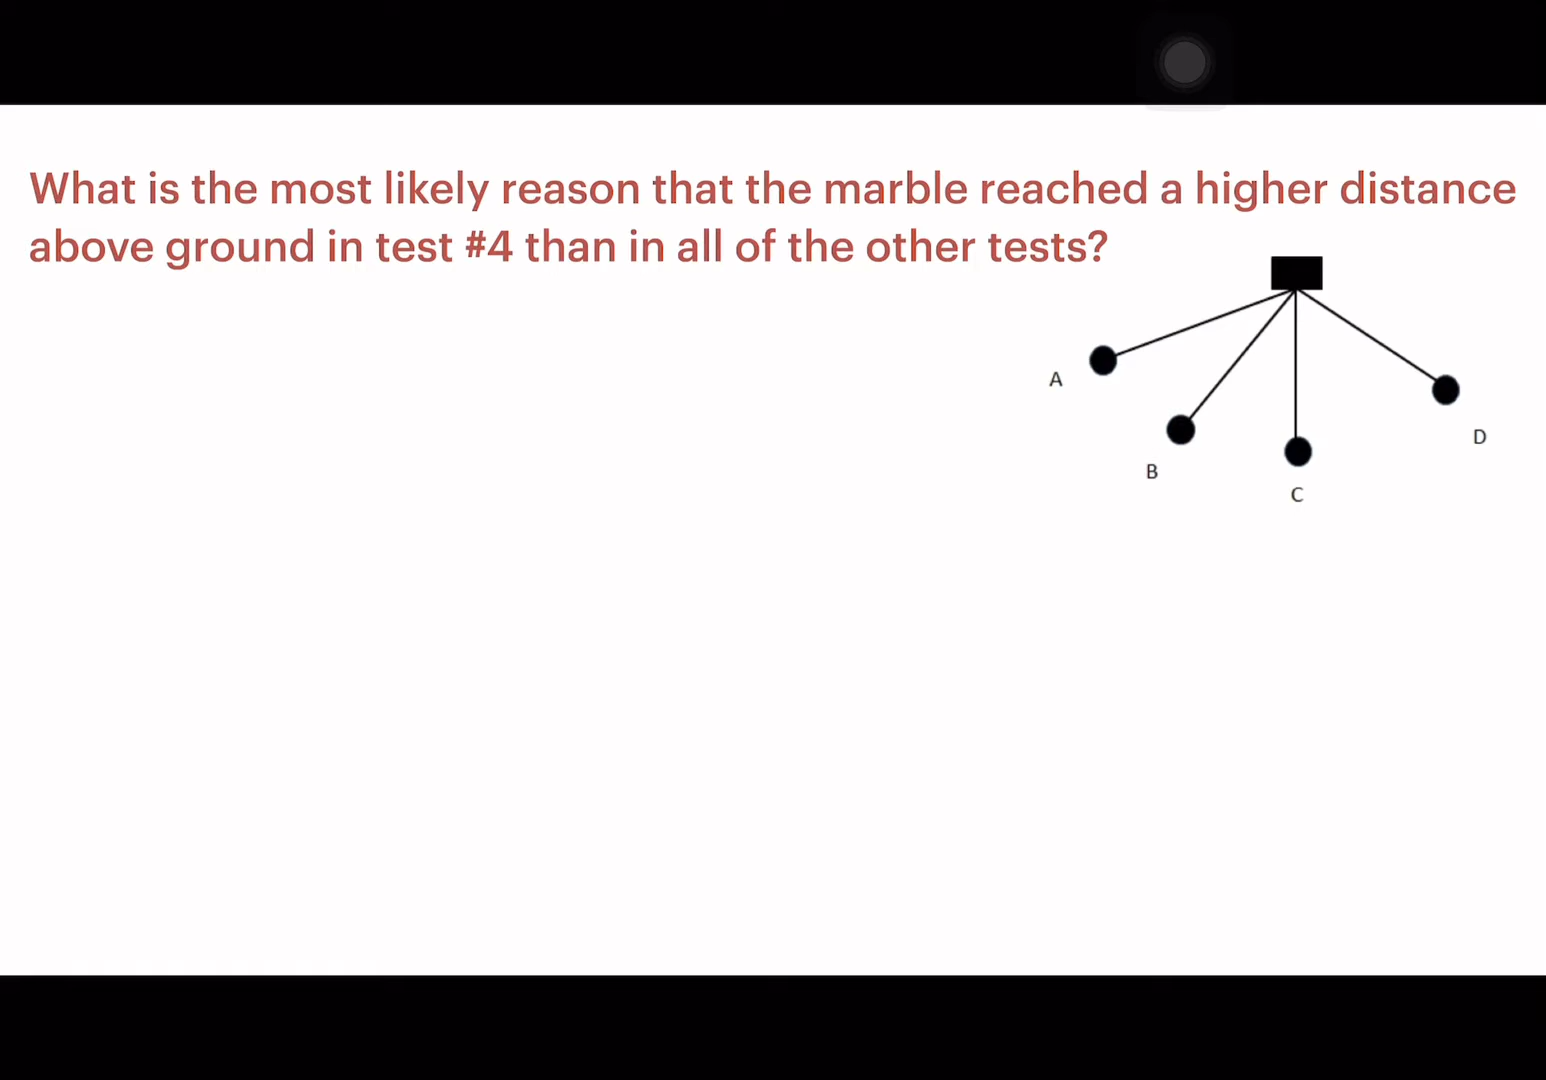 What is the most likely reason that the marble reached a higher distance
above ground in test #4 than in all of the other tests?
A
D
B
C